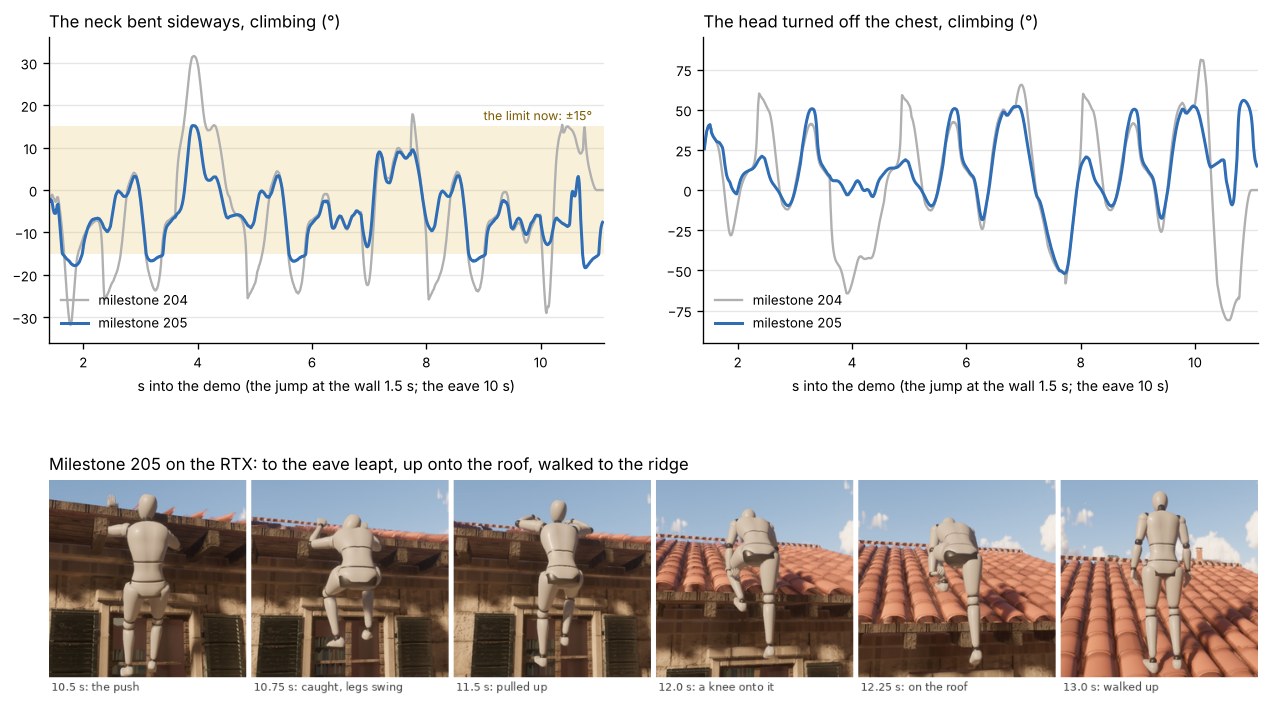 The neck bent sideways, climbing (°)
30
20
10
0
−10
−20
−30
the limit now: ±15°
milestone 204
milestone 205
2 4 6 8 10
s into the demo (the jump at the wall 1.5 s; the eave 10 s)
The head turned off the chest, climbing (°)
75
50
25
0
−25
−50
−75
milestone 204
milestone 205
2 4 6 8 10
s into the demo (the jump at the wall 1.5 s; the eave 10 s)
Milestone 205 on the RTX: to the eave leapt, up onto the roof, walked to the ridge
10.5 s: the push
10.75 s: caught, legs swing
11.5 s: pulled up
12.0 s: a knee onto it
12.25 s: on the roof
13.0 s: walked up